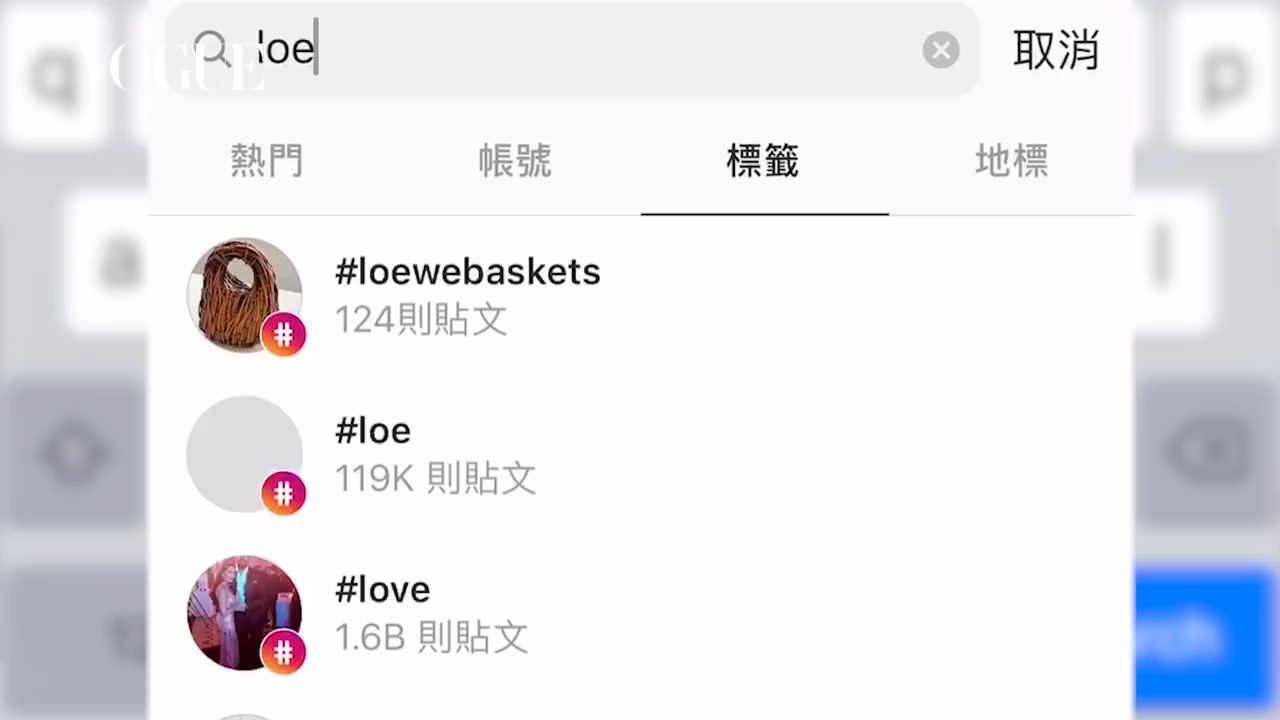 VOGUE
loe
取消
熱門 帳號 標籤 地標
#loewebaskets
124則貼文
#loe
119K 則貼文
#love
1.6B 則貼文
q
p
a